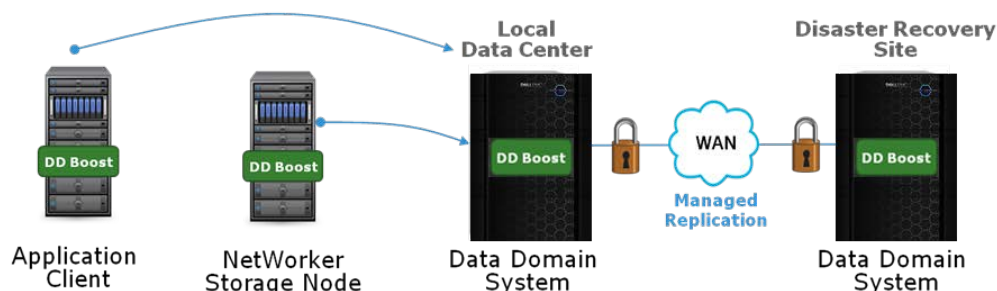 Local
Data Center
Disaster Recovery
Site
DD Boost
DD Boost
DD Boost
WAN
DD Boost
Managed
Replication
Application
Client
NetWorker
Storage Node
Data Domain
System
Data Domain
System